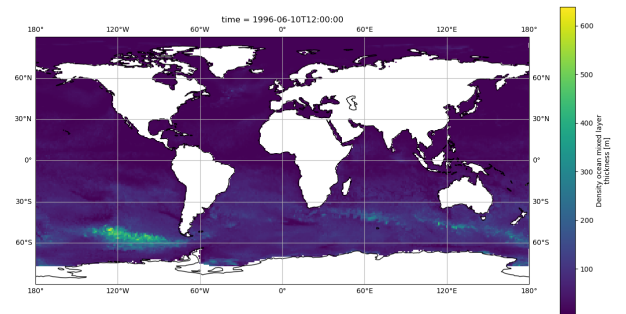 time = 1996-06-10T12:00:00
180° 120°W 60°W 0° 60°E 120°E 180°
60°N 60°N
30°N 30°N
0° 0°
30°S 30°S
60°S 60°S
180° 120°W 60°W 0° 60°E 120°E 180°
600
500
400
300
200
100
Density ocean mixed layer
thickness [m]